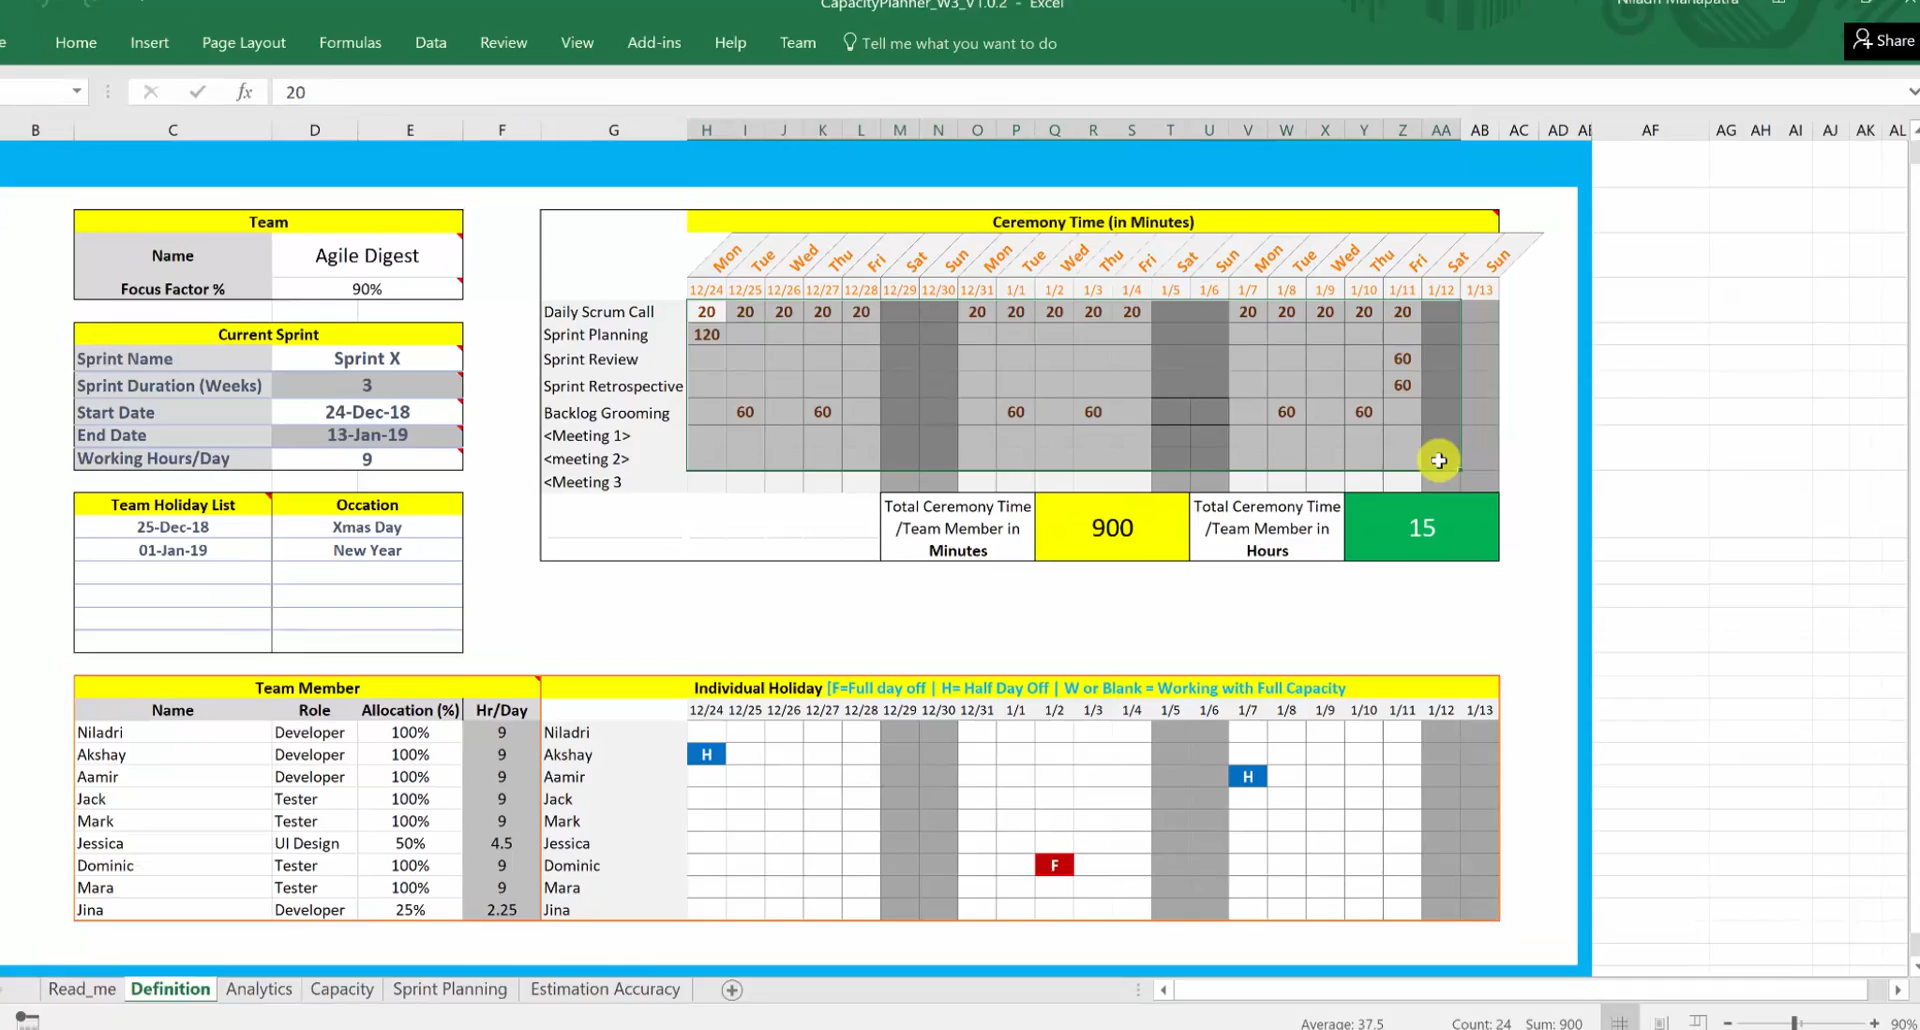 CapacityPlanner_W3_V1.0.2 - Excel
Home Insert Page Layout Formulas Data Review View Add-ins Help Team Tell me what you want to do Share
fx 20
B C D E F G H I J K L M N O P Q R S T U V W X Y Z AA AB AC AD AE AF AG AH AI AJ AK AL
Team
Name Agile Digest
Focus Factor % 90%
Current Sprint
Sprint Name Sprint X
Sprint Duration (Weeks) 3
Start Date 24-Dec-18
End Date 13-Jan-19
Working Hours/Day 9
Team Holiday List Occation
25-Dec-18 Xmas Day
01-Jan-19 New Year
Ceremony Time (in Minutes)
Mon Tue Wed Thu Fri Sat Sun Mon Tue Wed Thu Fri Sat Sun Mon Tue Wed Thu Fri Sat Sun
12/24 12/25 12/26 12/27 12/28 12/29 12/30 12/31 1/1 1/2 1/3 1/4 1/5 1/6 1/7 1/8 1/9 1/10 1/11 1/12 1/13
Daily Scrum Call 20 20 20 20 20 20 20 20 20 20 20 20 20 20 20
Sprint Planning 120
Sprint Review 60
Sprint Retrospective 60
Backlog Grooming 60 60 60 60 60 60
<Meeting 1>
<meeting 2>
<Meeting 3
Total Ceremony Time
/Team Member in
Minutes
900
Total Ceremony Time
/Team Member in
Hours
15
Team Member
Name Role Allocation (%) Hr/Day
Niladri Developer 100% 9
Akshay Developer 100% 9
Aamir Developer 100% 9
Jack Tester 100% 9
Mark Tester 100% 9
Jessica UI Design 50% 4.5
Dominic Tester 100% 9
Mara Tester 100% 9
Jina Developer 25% 2.25
Individual Holiday [F=Full day off | H= Half Day Off | W or Blank = Working with Full Capacity
12/24 12/25 12/26 12/27 12/28 12/29 12/30 12/31 1/1 1/2 1/3 1/4 1/5 1/6 1/7 1/8 1/9 1/10 1/11 1/12 1/13
Niladri
Akshay H
Aamir H
Jack
Mark
Jessica
Dominic F
Mara
Jina
Read_me Definition Analytics Capacity Sprint Planning Estimation Accuracy
Average: 37.5 Count: 24 Sum: 900 90%